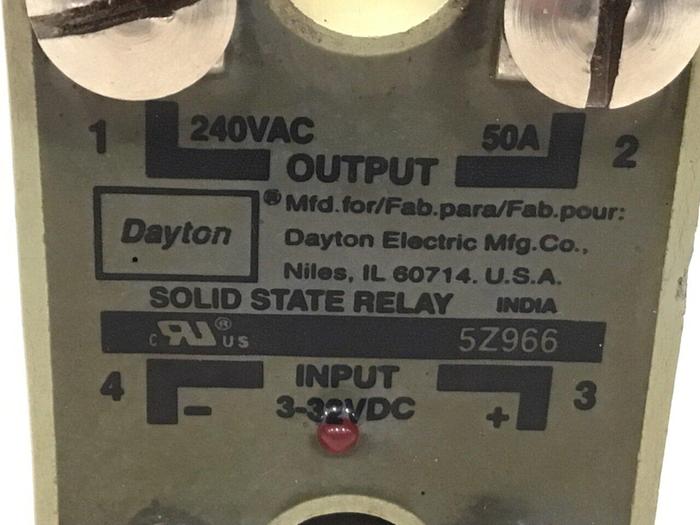 1 240VAC 50A 2
OUTPUT
Dayton ® Mfd.for/Fab.para/Fab.pour:
Dayton Electric Mfg.Co.,
Niles, IL 60714. U.S.A.
SOLID STATE RELAY INDIA
c RU ® US 5Z966
4 INPUT 3
- 3-32VDC +